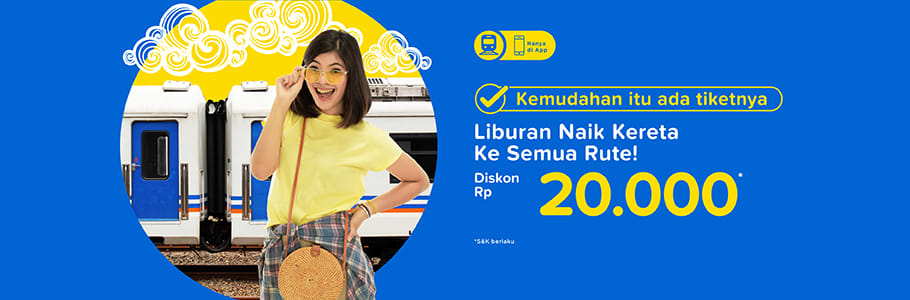 Hanya
di App
Kemudahan itu ada tiketnya
Liburan Naik Kereta
Ke Semua Rute!
Diskon
Rp
20.000*
*S&K berlaku